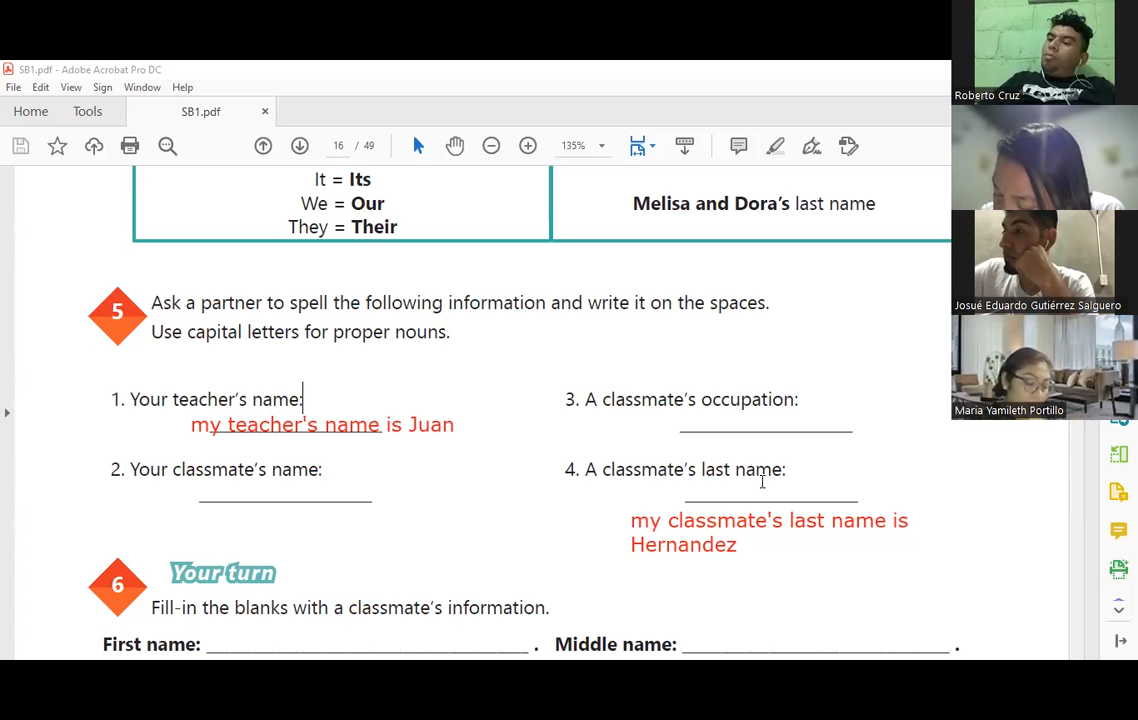 SB1.pdf - Adobe Acrobat Pro DC
File Edit View Sign Window Help
Home Tools SB1.pdf ×
16 / 49 135%
It = Its
We = Our
They = Their
Melisa and Dora's last name
5
Ask a partner to spell the following information and write it on the spaces.
Use capital letters for proper nouns.
1. Your teacher's name:
my teacher's name is Juan
2. Your classmate's name:
3. A classmate's occupation:
4. A classmate's last name:
my classmate's last name is
Hernandez
6
Your turn
Fill-in the blanks with a classmate's information.
First name: ______________________________ . Middle name: ______________________________ .
Roberto Cruz
Josué Eduardo Gutiérrez Salguero
Maria Yamileth Portillo